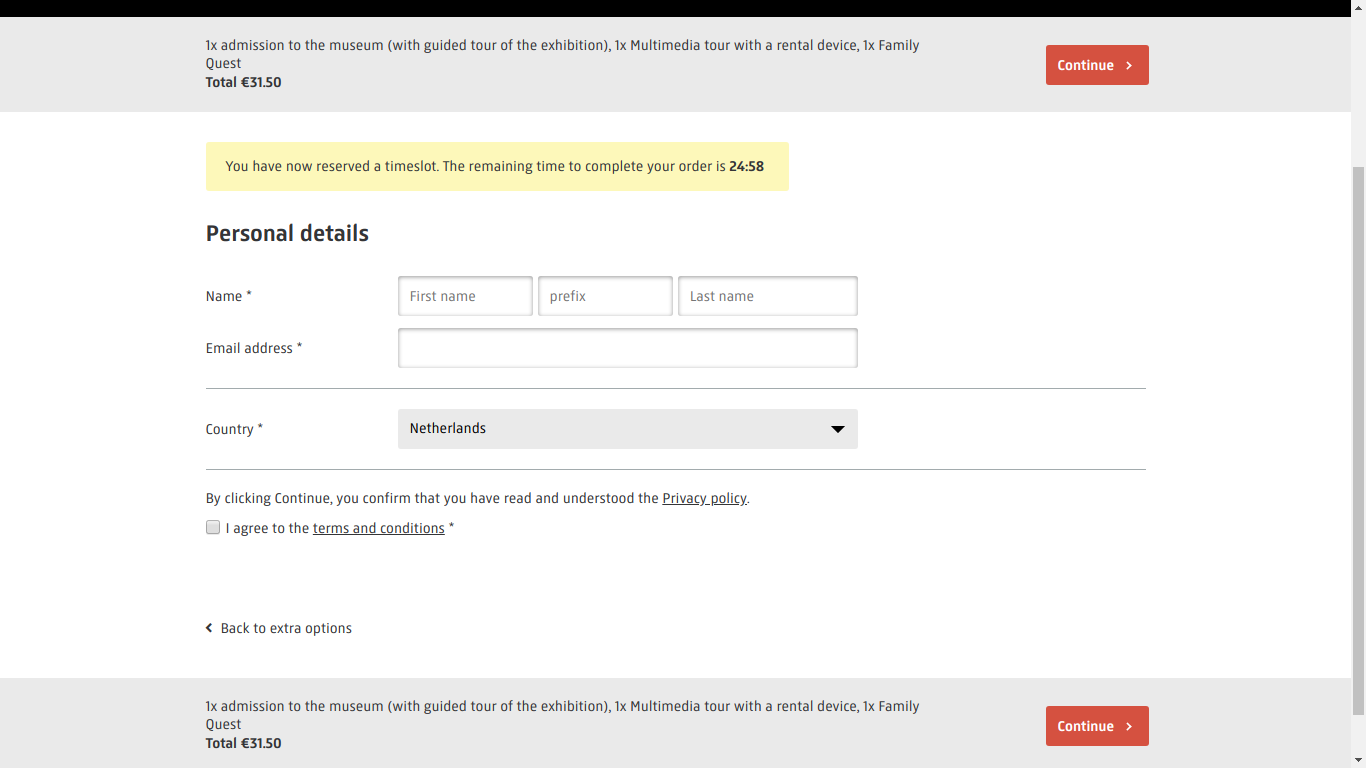 1x admission to the museum (with guided tour of the exhibition), 1x Multimedia tour with a rental device, 1x Family
Quest
Total €31.50
Continue
You have now reserved a timeslot. The remaining time to complete your order is 24:58
Personal details
Name *
First name
prefix
Last name
Email address *
Country *
Netherlands
By clicking Continue, you confirm that you have read and understood the Privacy policy.
I agree to the terms and conditions *
Back to extra options
1x admission to the museum (with guided tour of the exhibition), 1x Multimedia tour with a rental device, 1x Family
Quest
Total €31.50
Continue